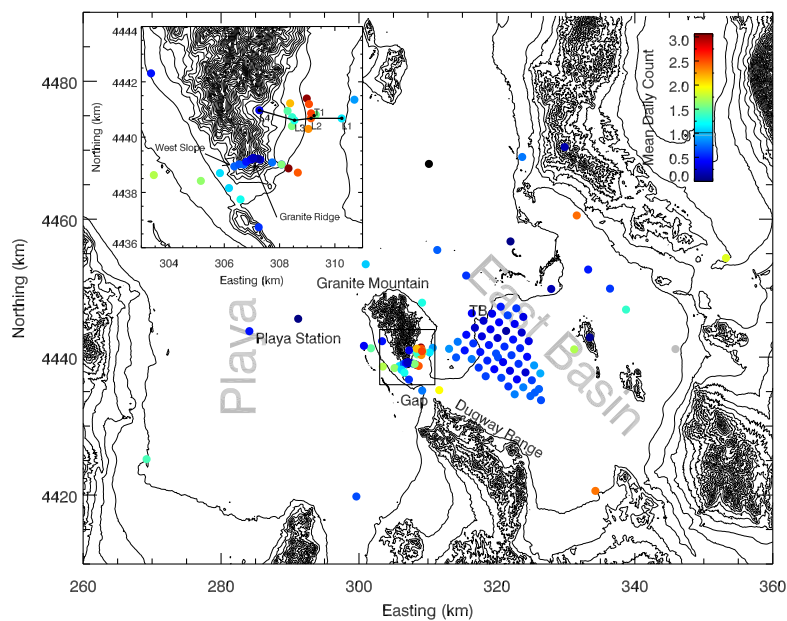 4480
4460
4440
4420
Northing (km)
260
280
300
320
340
360
Easting (km)
4444
4442
4440
4438
4436
Northing (km)
304
306
308
310
Easting (km)
West Slope
Granite Ridge
L4
L3
L2
T1
L1
Mean Daily Count
3.0
2.5
2.0
1.5
1.0
0.5
0.0
Granite Mountain
Playa
Playa Station
TB
East Basin
Gap
Dugway Range